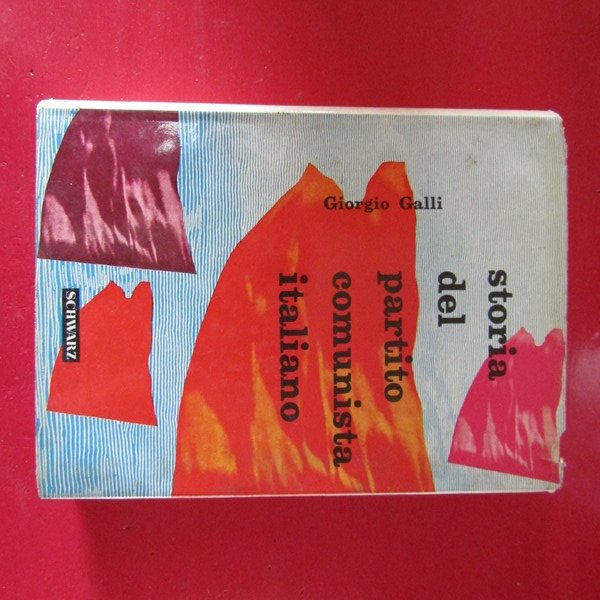 Giorgio Galli
storia
del
partito
comunista
italiano
SCHWARZ